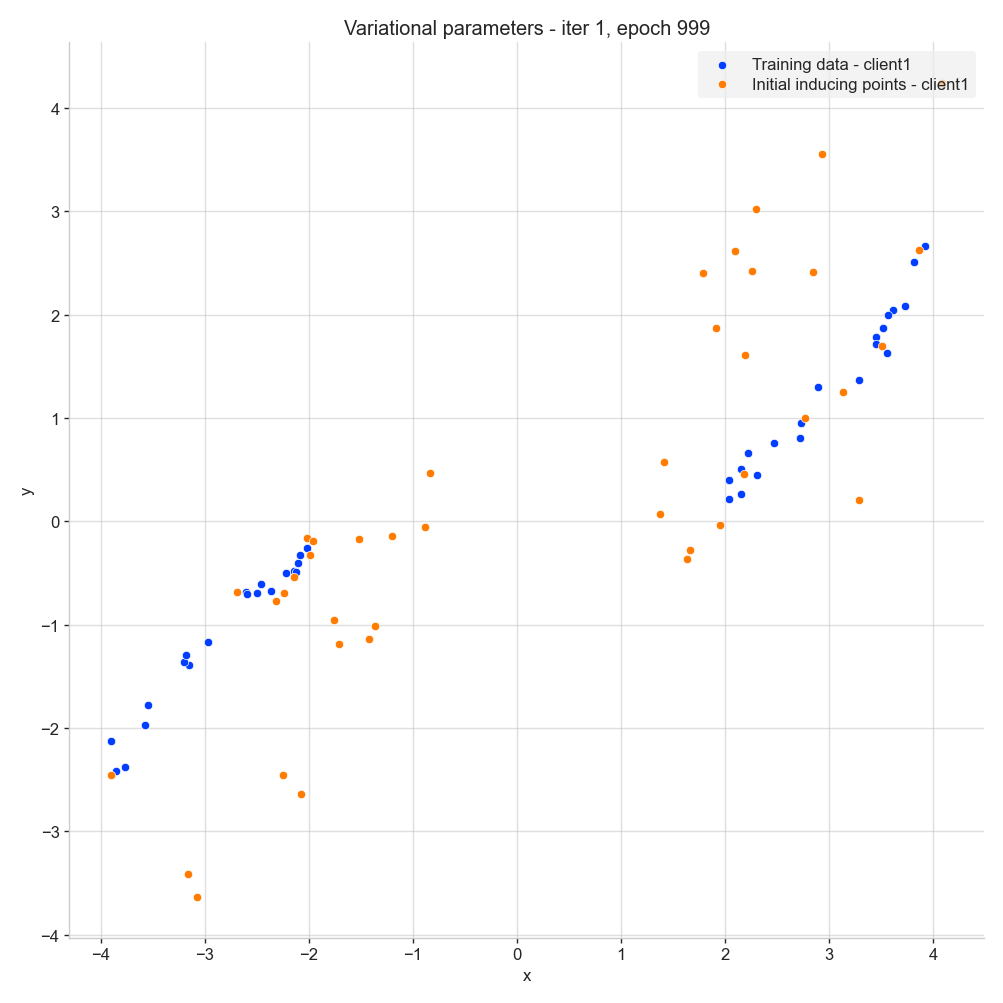 Variational parameters - iter 1, epoch 999
Training data - client1
Initial inducing points - client1
4
3
2
1
0
−1
−2
−3
−4
y
−4 −3 −2 −1 0 1 2 3 4
x